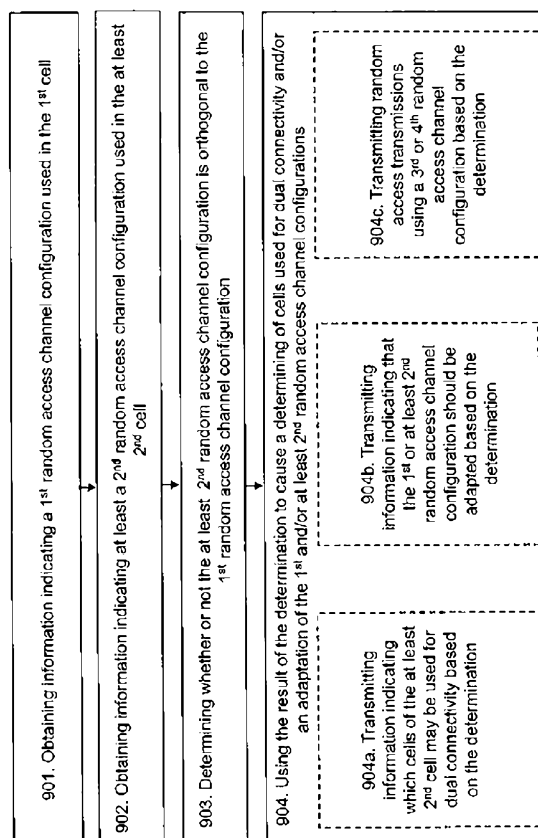 901. Obtaining information indicating a 1st random access channel configuration used in the 1st cell
902. Obtaining information indicating at least a 2nd random access channel configuration used in the at least
2nd cell
903. Determining whether or not the at least 2nd random access channel configuration is orthogonal to the
1st random access channel configuration
904. Using the result of the determination to cause a determining of cells used for dual connectivity and/or
an adaptation of the 1st and/or at least 2nd random access channel configurations
904a. Transmitting
information indicating
which cells of the at least
2nd cell may be used for
dual connectivity based
on the determination
904b. Transmitting
information indicating that
the 1st or at least 2nd
random access channel
configuration should be
adapted based on the
determination
904c. Transmitting random
access transmissions
using a 3rd or 4th random
access channel
configuration based on the
determination